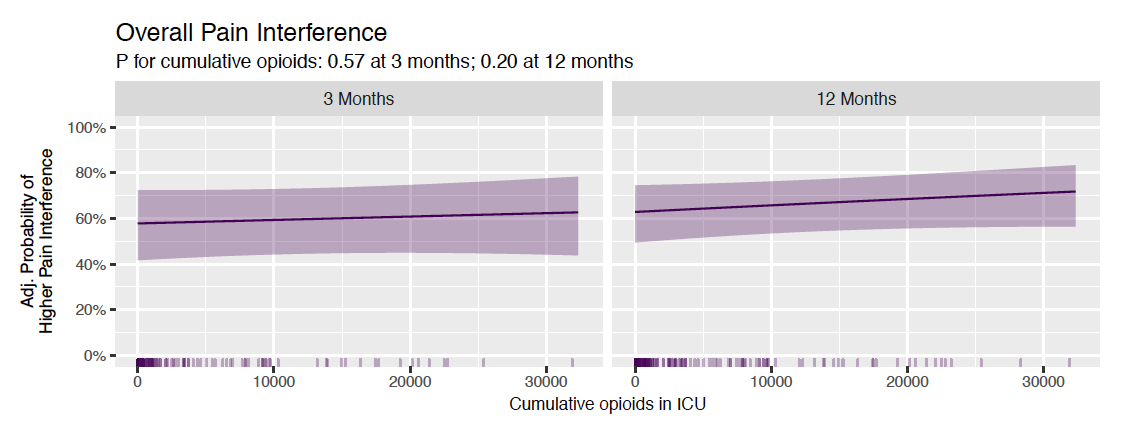 Overall Pain Interference
P for cumulative opioids: 0.57 at 3 months; 0.20 at 12 months
3 Months
12 Months
Adj. Probability of
Higher Pain Interference
100%
80%
60%
40%
20%
0%
0 10000 20000 30000
0 10000 20000 30000
Cumulative opioids in ICU